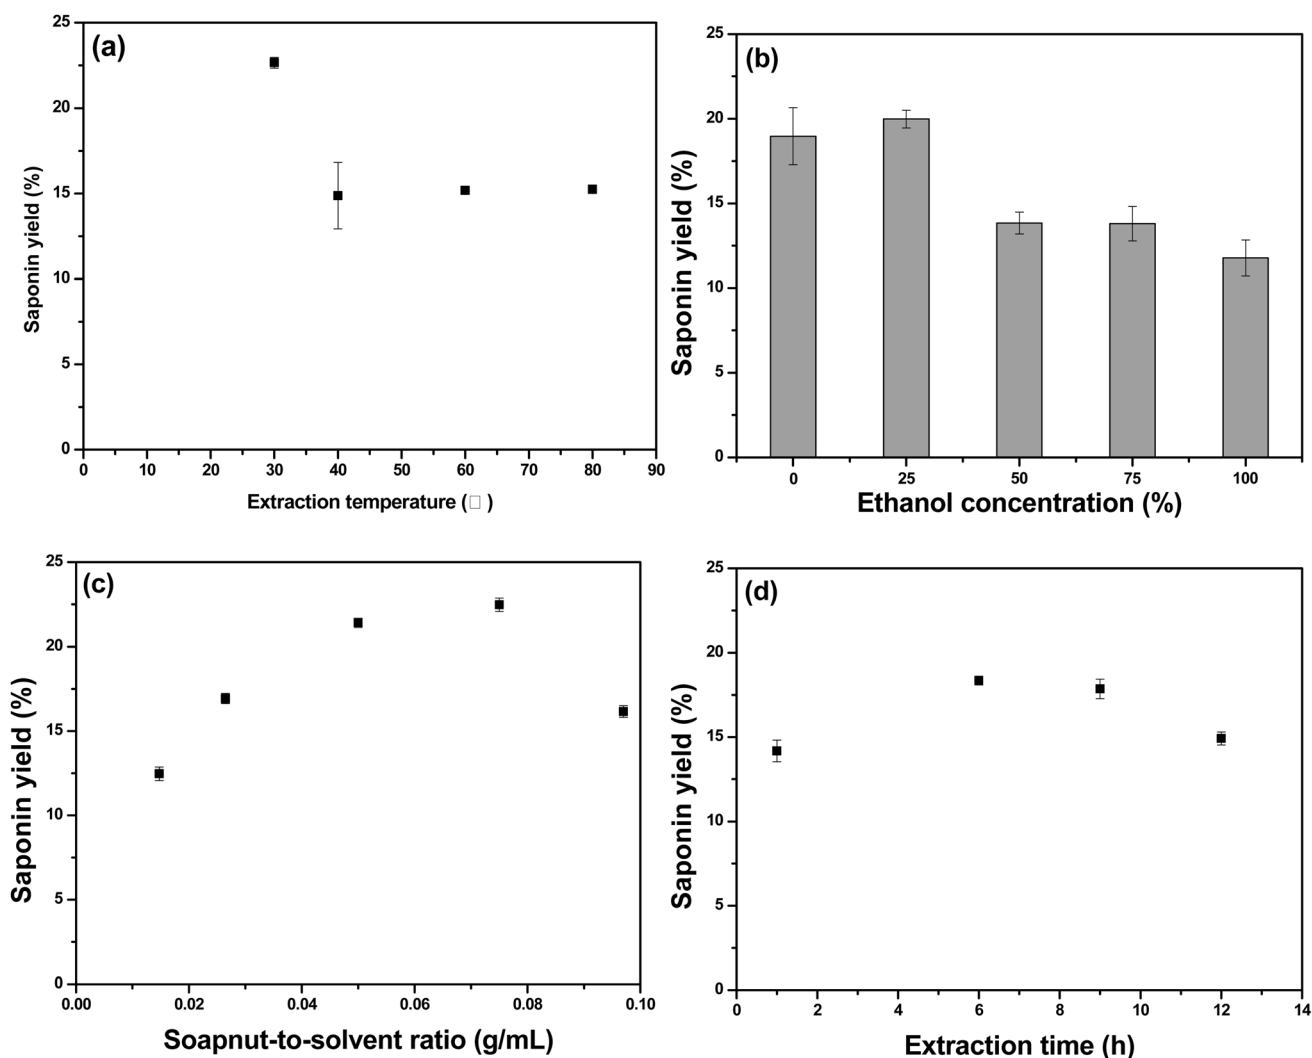 (a)
25
20
15
10
5
0
Saponin yield (%)
0 10 20 30 40 50 60 70 80 90
Extraction temperature (□ )
(b)
25
20
15
10
5
0
Saponin yield (%)
0 25 50 75 100
Ethanol concentration (%)
(c)
25
20
15
10
5
0
Saponin yield (%)
0.00 0.02 0.04 0.06 0.08 0.10
Soapnut-to-solvent ratio (g/mL)
(d)
25
20
15
10
5
0
Saponin yield (%)
0 2 4 6 8 10 12 14
Extraction time (h)